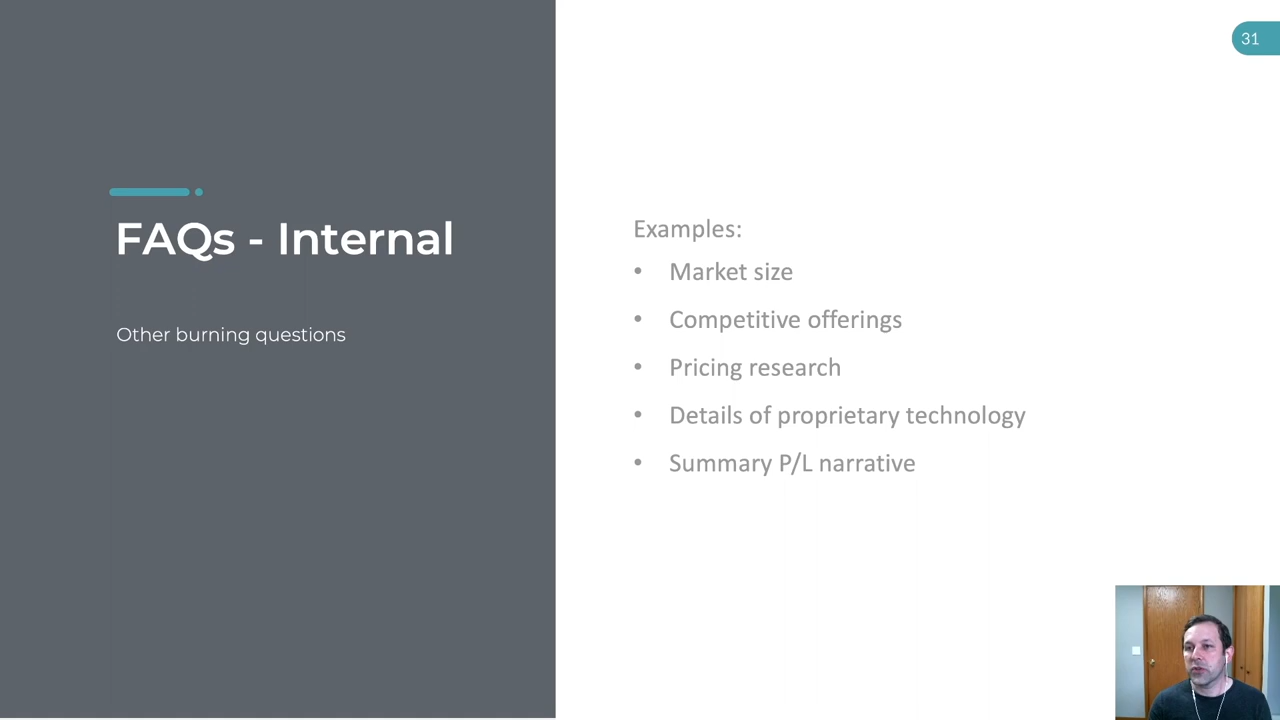 31
FAQs - Internal
Other burning questions
Examples:
• Market size
• Competitive offerings
• Pricing research
• Details of proprietary technology
• Summary P/L narrative